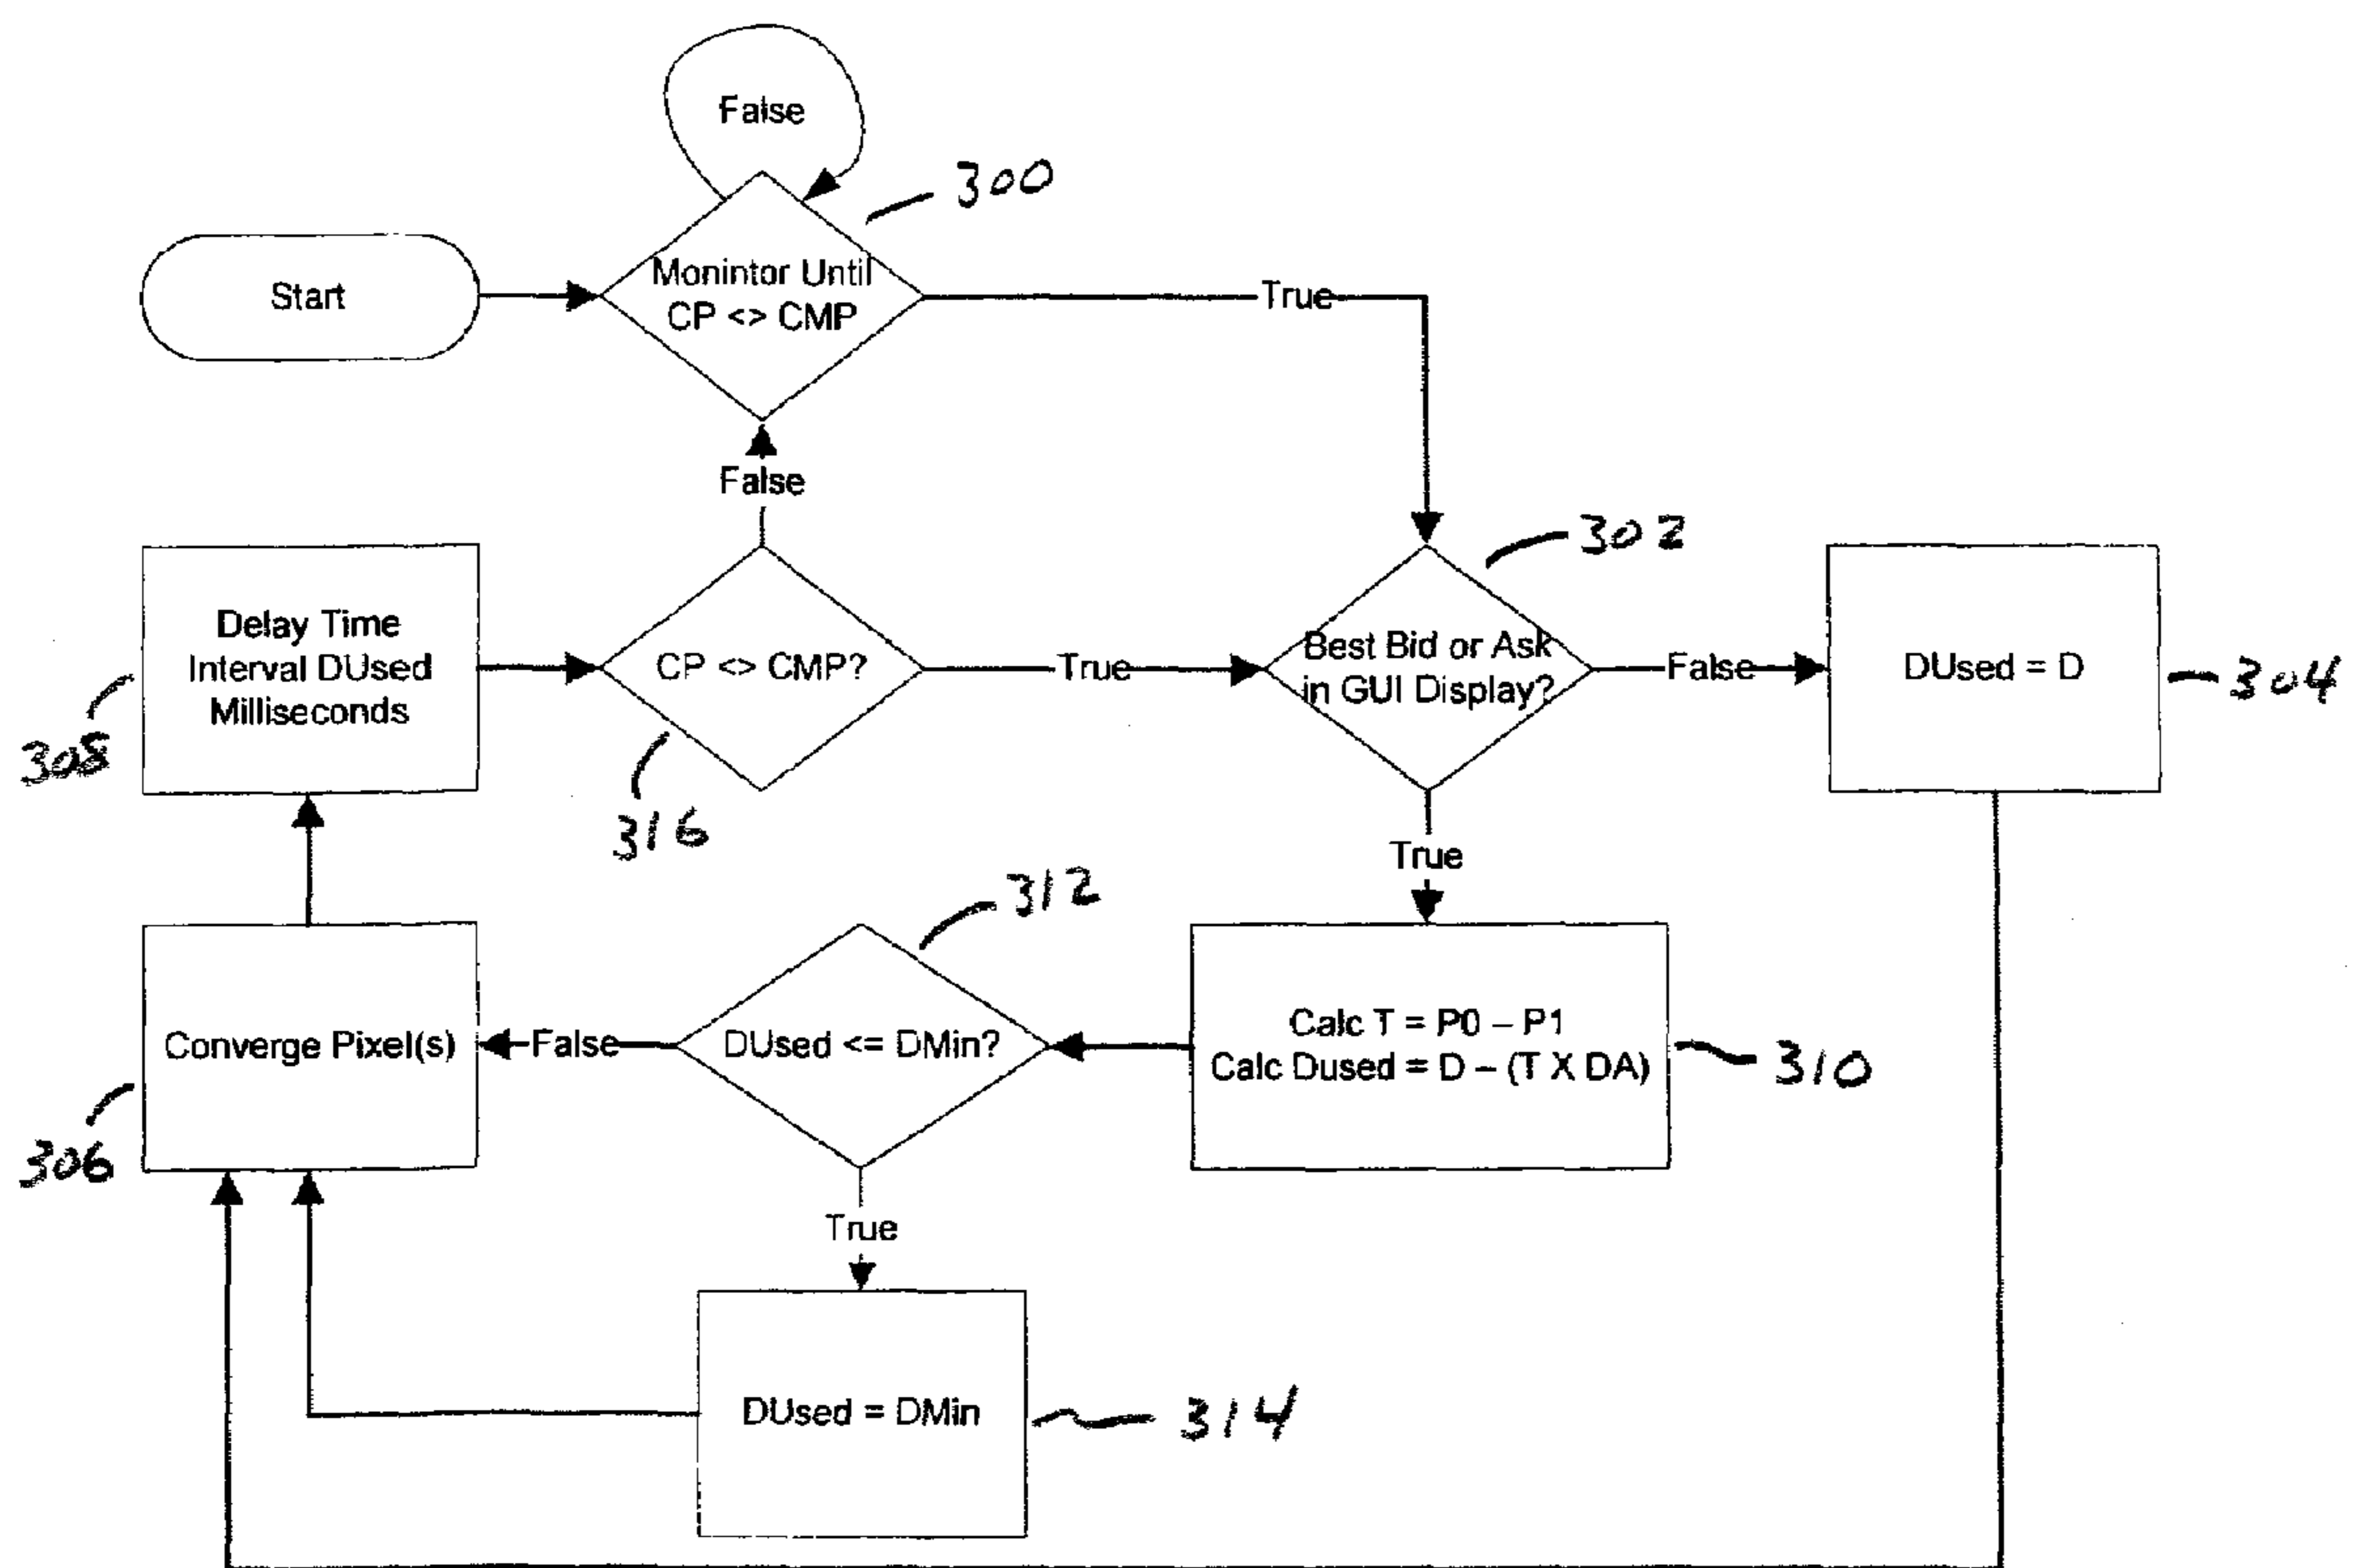 False
300
Start
Monintor Until
CP <> CMP
True
False
302
Delay Time
Interval DUsed
Milliseconds
308
CP <> CMP?
316
True
Best Bid or Ask
in GUI Display?
False
DUsed = D
304
True
312
Converge Pixel(s)
306
False
DUsed <= DMin?
Calc T = P0 – P1
Calc Dused = D – (T X DA)
310
True
DUsed = DMin
314